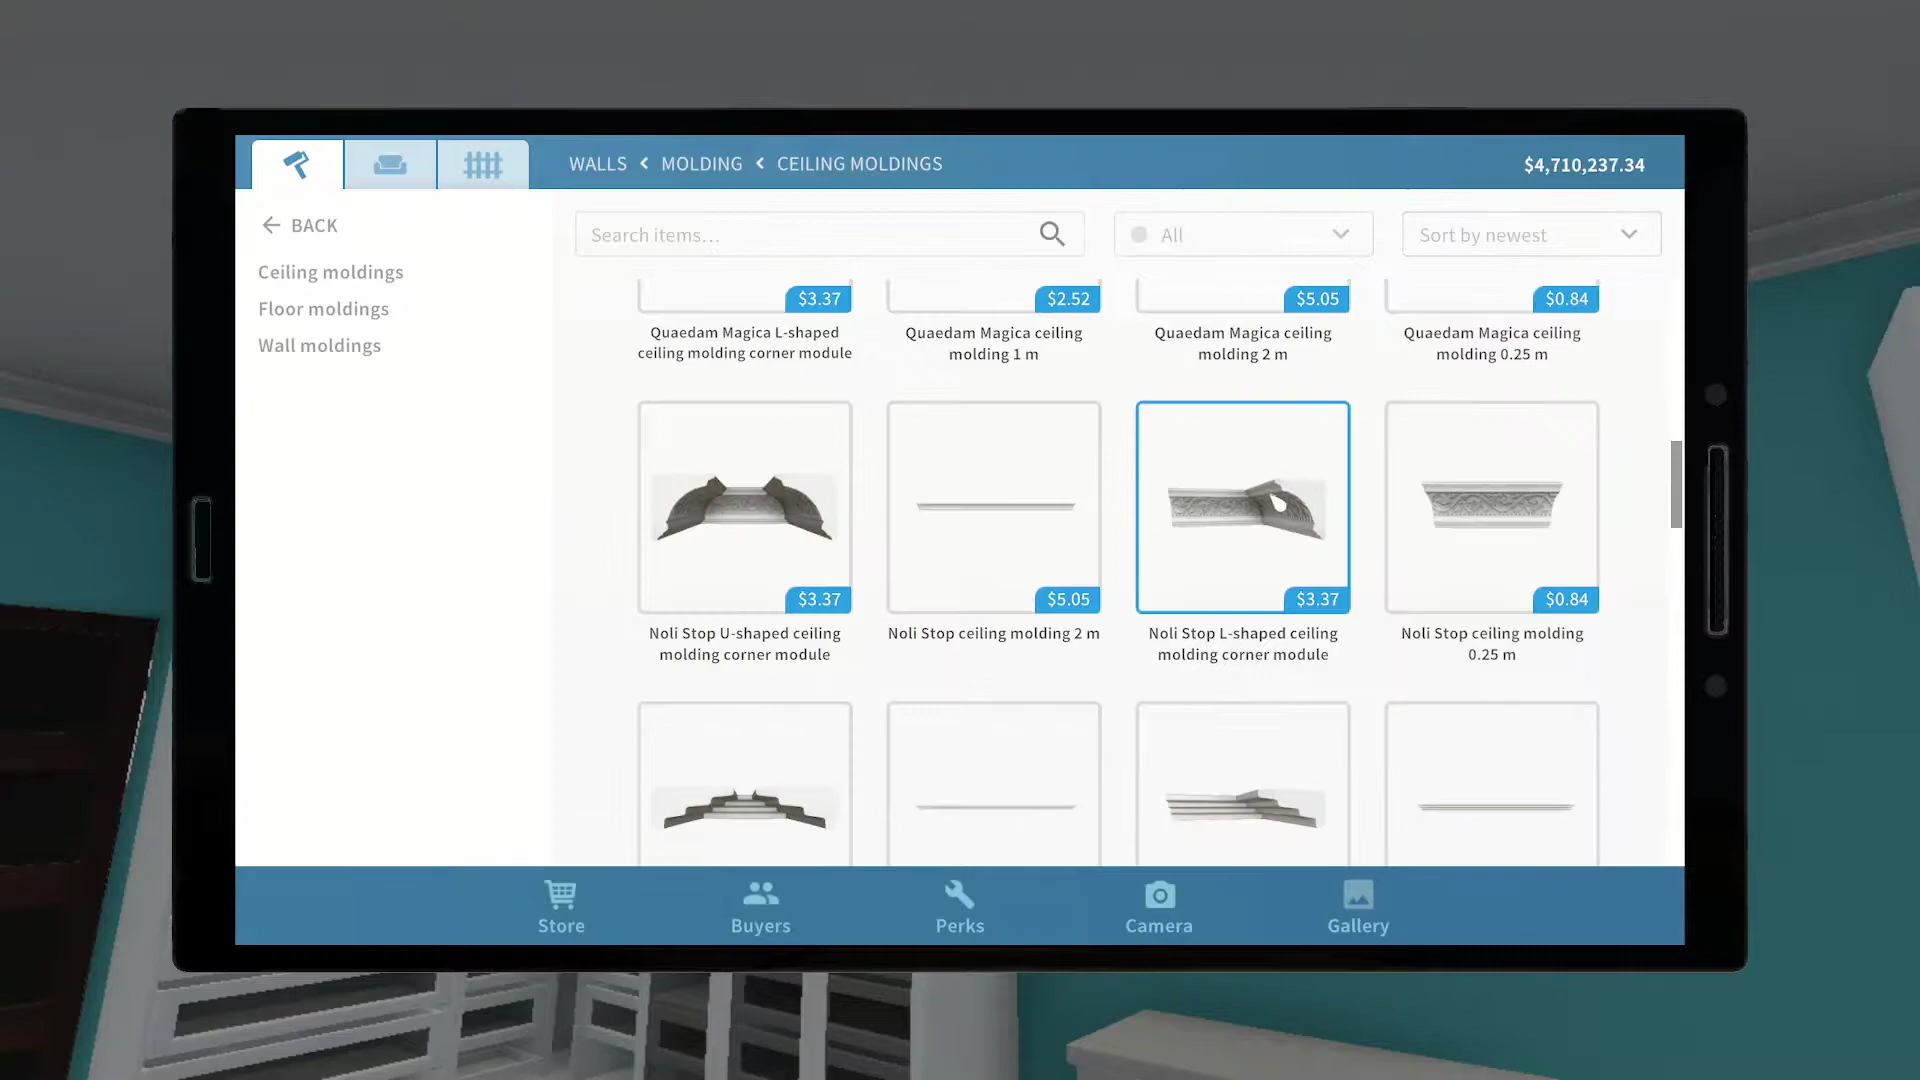 WALLS < MOLDING < CEILING MOLDINGS
$4,710,237.34
BACK
Ceiling moldings
Floor moldings
Wall moldings
Search items...
All
Sort by newest
$3.37
$2.52
$5.05
$0.84
Quaedam Magica L-shaped
ceiling molding corner module
Quaedam Magica ceiling
molding 1 m
Quaedam Magica ceiling
molding 2 m
Quaedam Magica ceiling
molding 0.25 m
$3.37
$5.05
$3.37
$0.84
Noli Stop U-shaped ceiling
molding corner module
Noli Stop ceiling molding 2 m
Noli Stop L-shaped ceiling
molding corner module
Noli Stop ceiling molding
0.25 m
Store
Buyers
Perks
Camera
Gallery